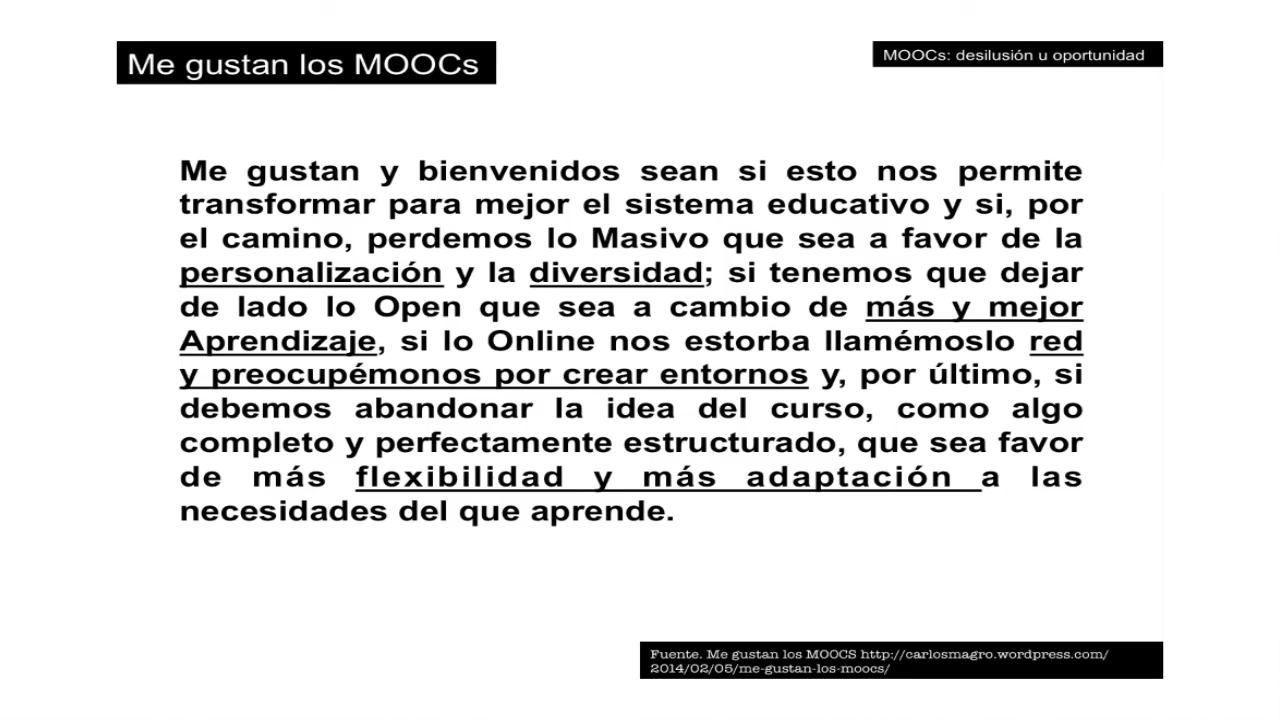 Me gustan los MOOCs
MOOCs: desilusión u oportunidad
Me gustan y bienvenidos sean si esto nos permite
transformar para mejor el sistema educativo y si, por
el camino, perdemos lo Masivo que sea a favor de la
personalización y la diversidad; si tenemos que dejar
de lado lo Open que sea a cambio de más y mejor
Aprendizaje, si lo Online nos estorba llamémoslo red
y preocupémonos por crear entornos y, por último, si
debemos abandonar la idea del curso, como algo
completo y perfectamente estructurado, que sea favor
de más flexibilidad y más adaptación a las
necesidades del que aprende.
Fuente. Me gustan los MOOCS http://carlosmagro.wordpress.com/
2014/02/05/me-gustan-los-moocs/